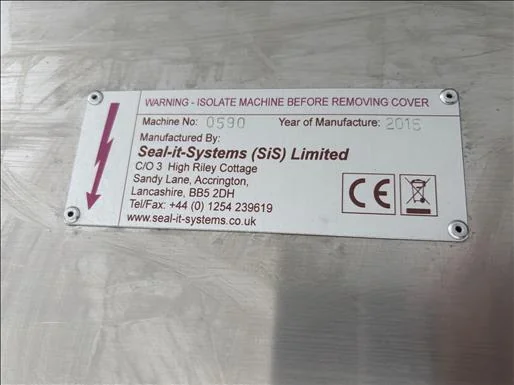 WARNING - ISOLATE MACHINE BEFORE REMOVING COVER
Machine No: 0590 Year of Manufacture: 2015
Manufactured By:
Seal-it-Systems (SiS) Limited
C/O 3 High Riley Cottage
Sandy Lane, Accrington,
Lancashire, BB5 2DH
Tel/Fax: +44 (0) 1254 239619
www.seal-it-systems.co.uk
CE